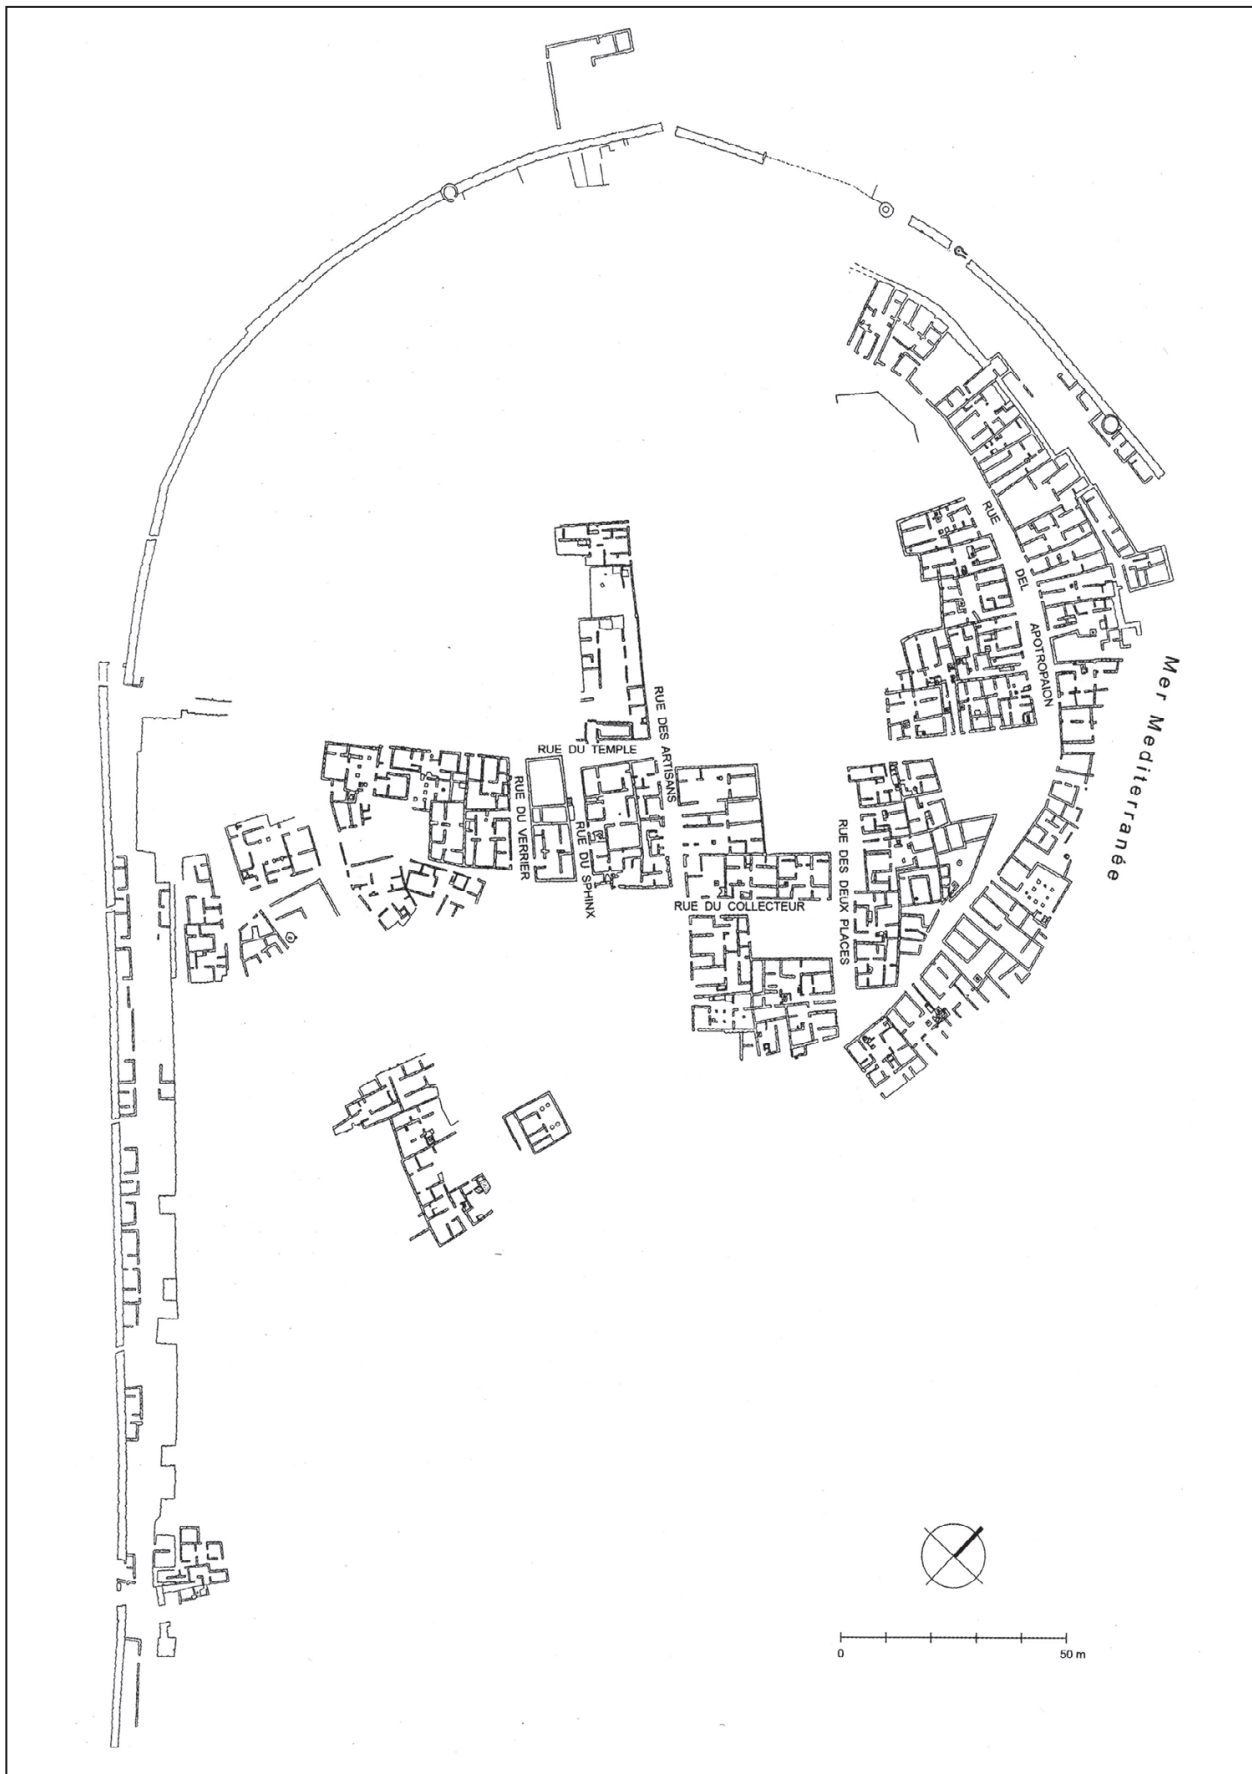 RUE
DEL
APOTROPAION
Mer Mediterranée
RUE DES ARTISANS
RUE DU TEMPLE
RUE DU VERRIER
RUE DU SPHINX
RUE DES DEUX PLACES
RUE DU COLLECTEUR
0
50 m